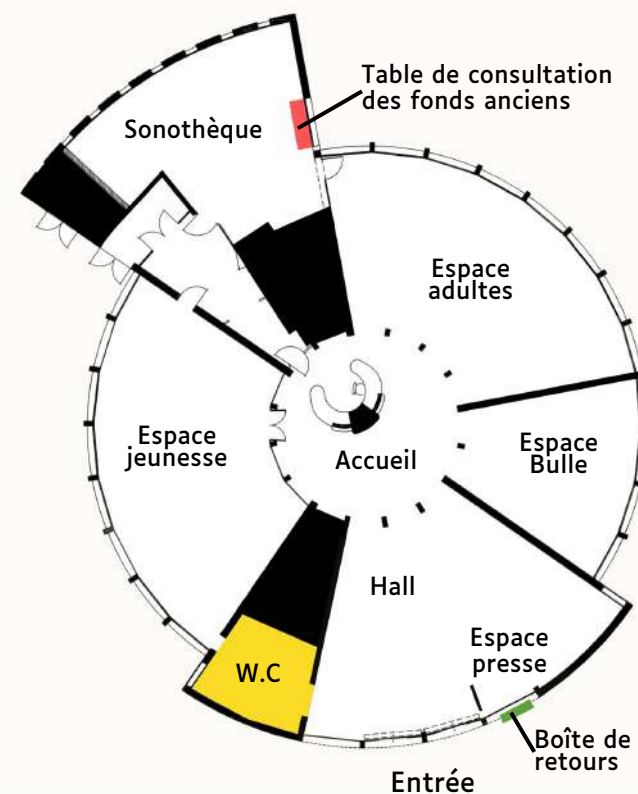 Table de consultation
des fonds anciens
Sonothèque
Espace
adultes
Espace
jeunesse
Accueil
Espace
Bulle
Hall
Espace
presse
W.C
Boîte de
retours
Entrée